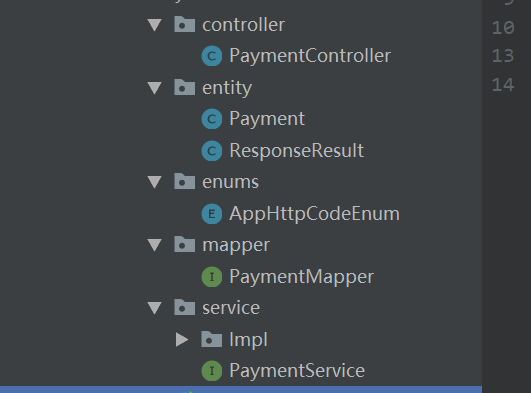 controller
PaymentController
entity
Payment
ResponseResult
enums
AppHttpCodeEnum
mapper
PaymentMapper
service
Impl
PaymentService
10
13
14